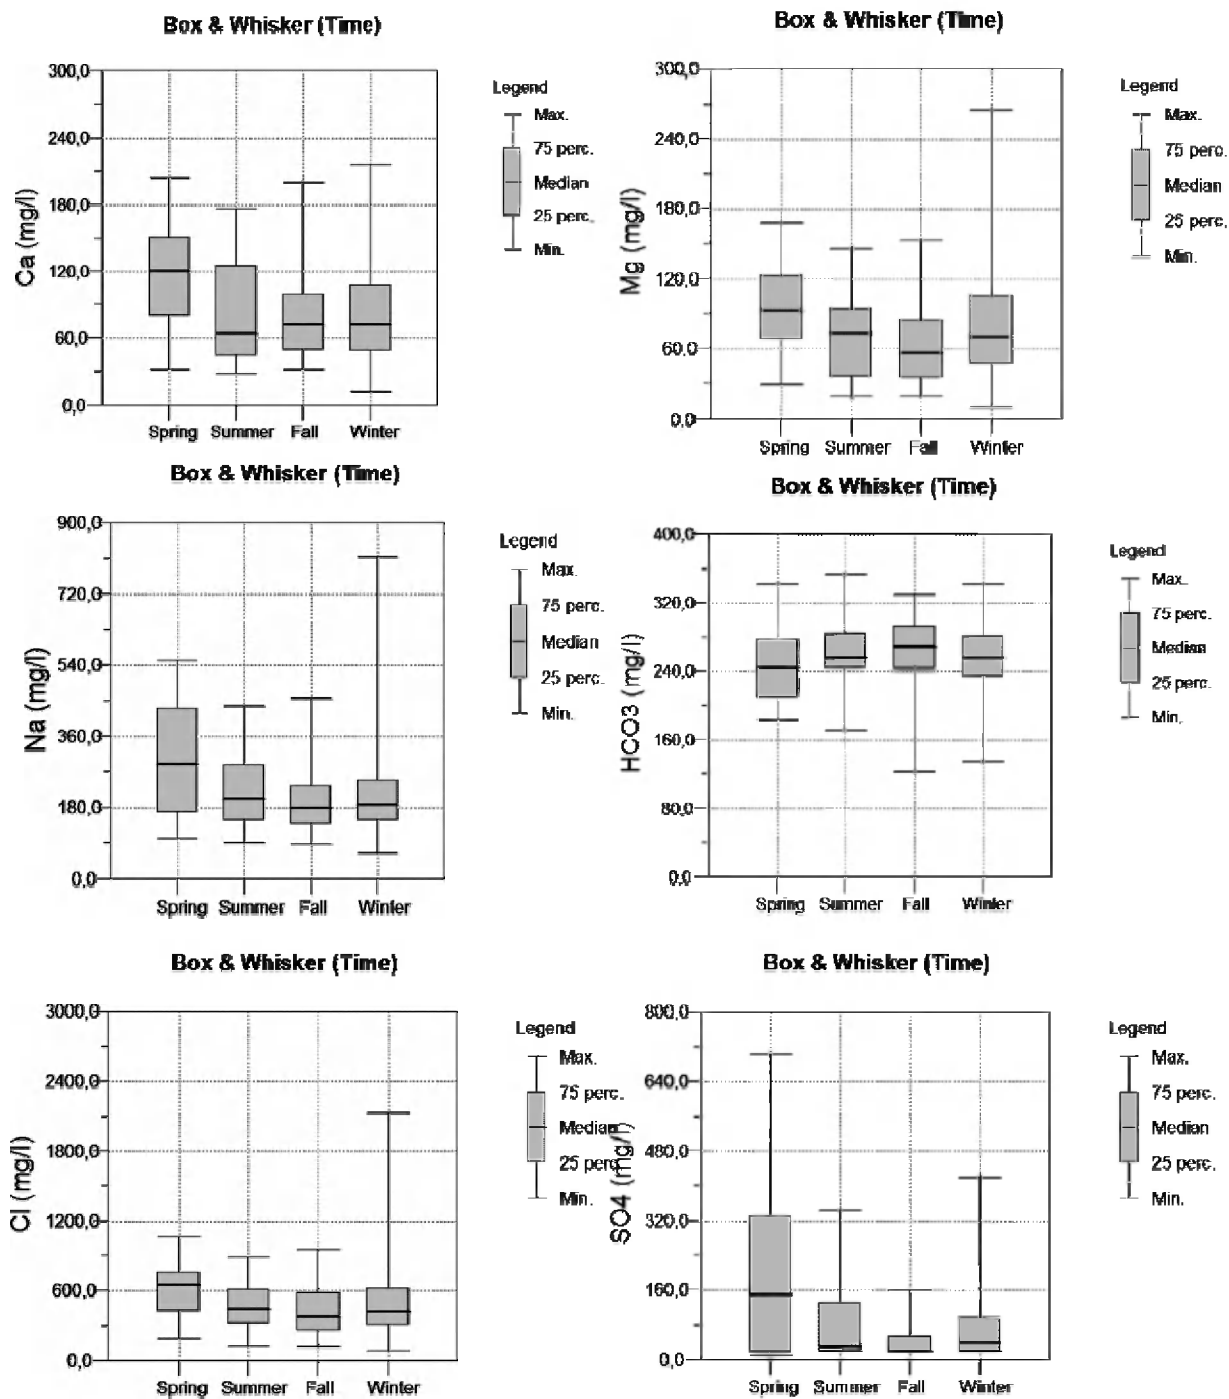 Box & Whisker (Time)
300,0
240,0
180,0
120,0
60,0
0,0
Ca (mg/l)
Spring Summer Fall Winter
Legend
Max.
75 perc.
Median
25 perc.
Min.
Box & Whisker (Time)
300,0
240,0
180,0
120,0
60,0
0,0
Mg (mg/l)
Spring Summer Fall Winter
Legend
Max.
75 perc.
Median
25 perc.
Min.
Box & Whisker (Time)
900,0
720,0
540,0
360,0
180,0
0,0
Na (mg/l)
Spring Summer Fall Winter
Legend
Max.
75 perc.
Median
25 perc.
Min.
Box & Whisker (Time)
400,0
320,0
240,0
160,0
80,0
0,0
HCO3 (mg/l)
Spring Summer Fall Winter
Legend
Max.
75 perc.
Median
25 perc.
Min.
Box & Whisker (Time)
3000,0
2400,0
1800,0
1200,0
600,0
0,0
Cl (mg/l)
Spring Summer Fall Winter
Legend
Max.
75 perc.
Median
25 perc.
Min.
Box & Whisker (Time)
800,0
640,0
480,0
320,0
160,0
0,0
SO4 (mg/l)
Spring Summer Fall Winter
Legend
Max.
75 perc.
Median
25 perc.
Min.